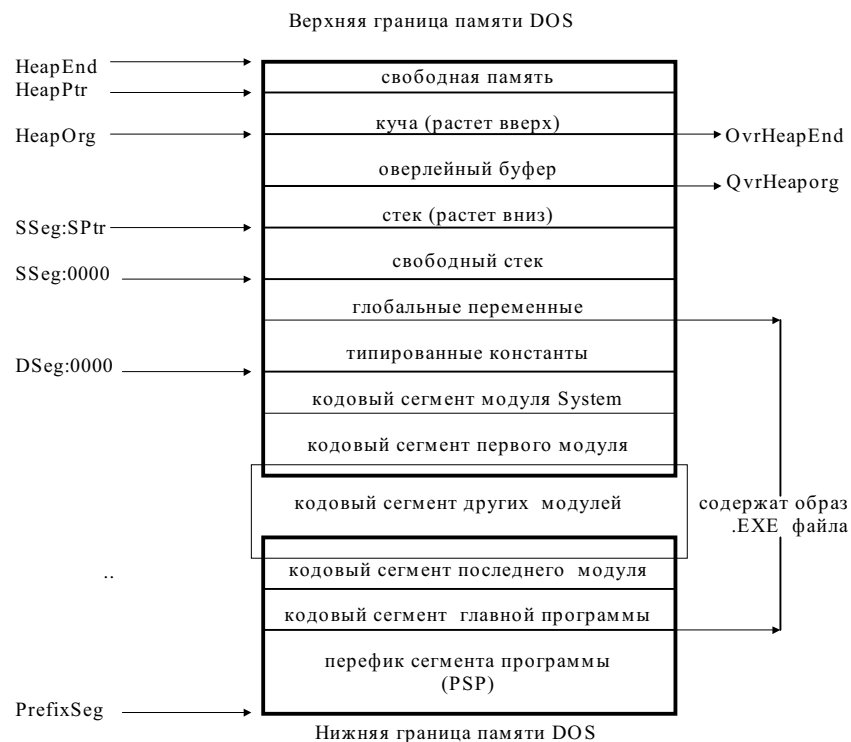 Верхняя граница памяти DOS
HeapEnd
свободная память
HeapPtr
куча (растет вверх)
HeapOrg
OvrHeapEnd
оверлейный буфер
QvrHeaporg
стек (растет вниз)
SSeg:SPtr
свободный стек
SSeg:0000
глобальные переменные
типированные константы
DSeg:0000
кодовый сегмент модуля System
кодовый сегмент первого модуля
кодовый сегмент других модулей
содержат образ
.EXE файла
..
кодовый сегмент последнего модуля
кодовый сегмент главной программы
перефик сегмента программы
(PSP)
PrefixSeg
Нижняя граница памяти DOS